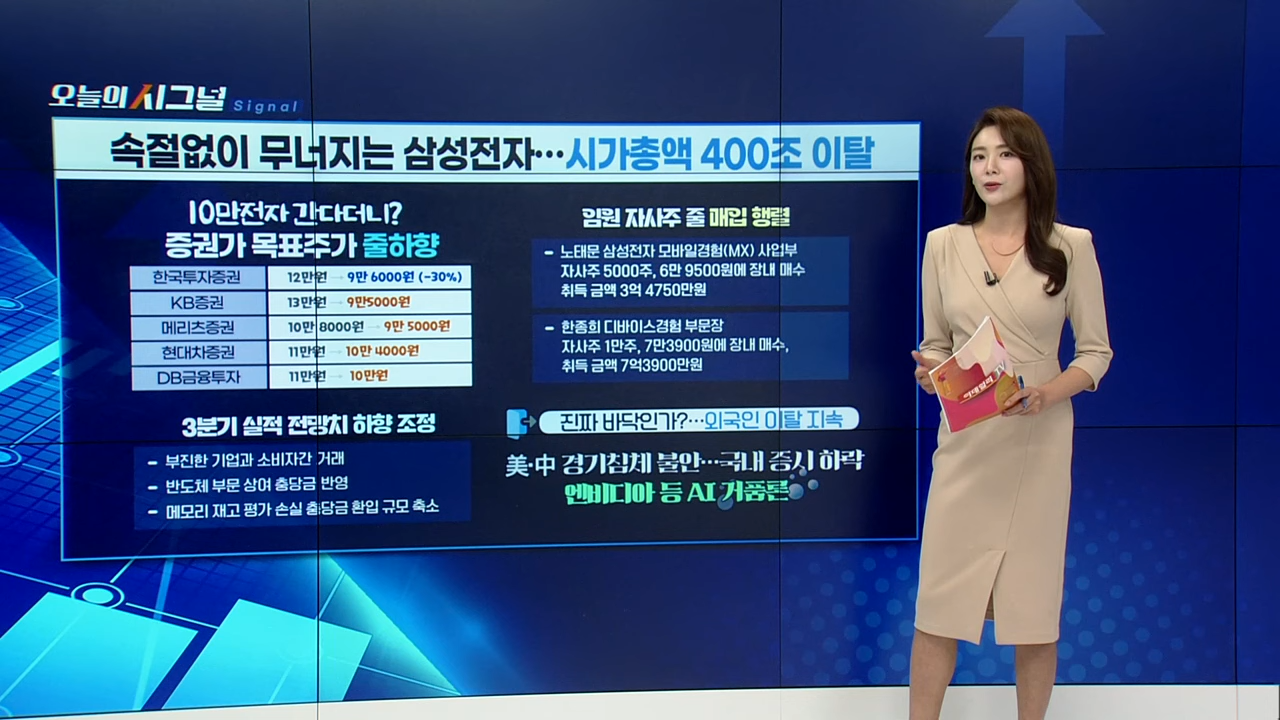 오늘의 시그널 Signal
속절없이 무너지는 삼성전자…시가총액 400조 이탈
10만전자 간다더니?
증권가 목표주가 줄하향
한국투자증권 12만원 → 9만 6000원 (-30%)
KB증권 13만원 → 9만5000원
메리츠증권 10만 8000원 → 9만 5000원
현대차증권 11만원 → 10만 4000원
DB금융투자 11만원 → 10만원
3분기 실적 전망치 하향 조정
- 부진한 기업과 소비자간 거래
- 반도체 부문 상여 충당금 반영
- 메모리 재고 평가 손실 충당금 환입 규모 축소
임원 자사주 줄 매입 행렬
- 노태문 삼성전자 모바일경험(MX) 사업부
자사주 5000주, 6만 9500원에 장내 매수
취득 금액 3억 4750만원
- 한종희 디바이스경험 부문장
자사주 1만주, 7만3900원에 장내 매수,
취득 금액 7억3900만원
진짜 바닥인가?…외국인 이탈 지속
美·中 경기침체 불안…국내 증시 하락
엔비디아 등 AI 거품론
이데일리 TV